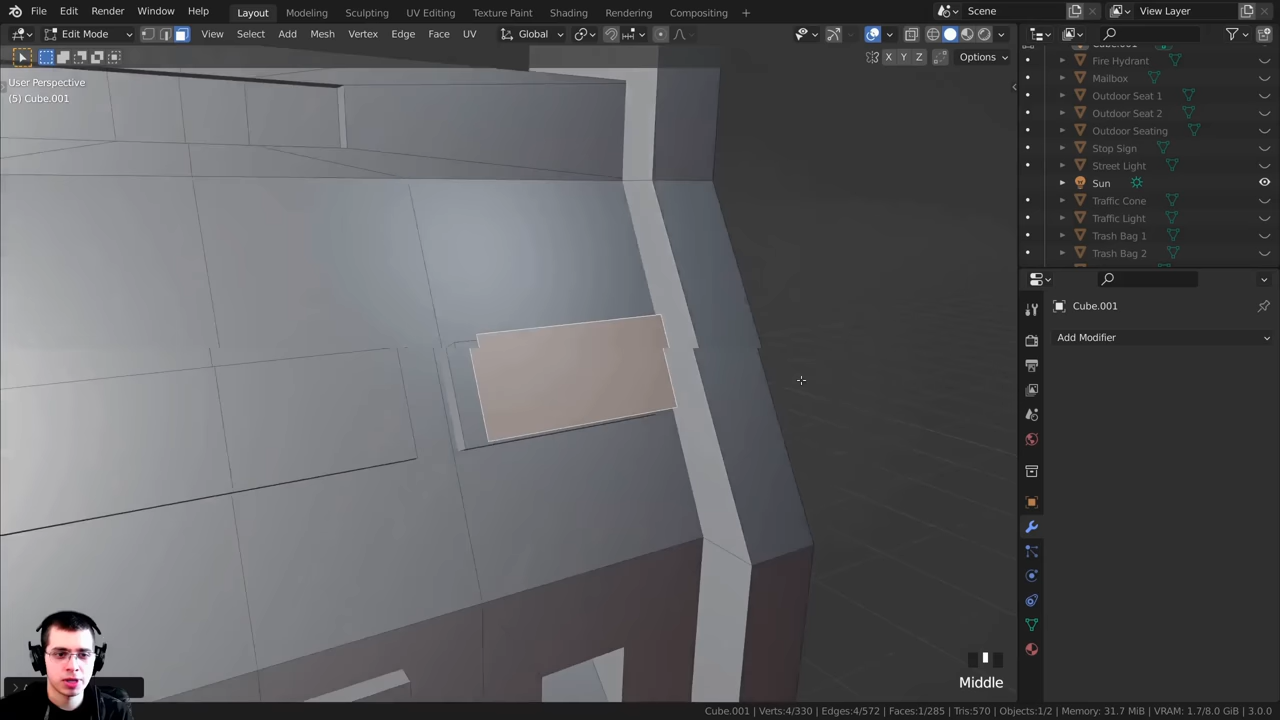 File Edit Render Window Help
Layout Modeling Sculpting UV Editing Texture Paint Shading Rendering Compositing +
Scene
View Layer
Edit Mode
View Select Add Mesh Vertex Edge Face UV
Global
X Y Z
Options
User Perspective
(5) Cube.001
Cube.001
Fire Hydrant
Mailbox
Outdoor Seat 1
Outdoor Seat 2
Outdoor Seating
Stop Sign
Street Light
Sun
Traffic Cone
Traffic Light
Trash Bag 1
Trash Bag 2
Cube.001
Add Modifier
Middle
Cube.001 | Verts:4/330 | Edges:4/572 | Faces:1/285 | Tris:570 | Objects:1/2 | Memory: 31.7 MiB | VRAM: 1.7/8.0 GiB | 3.0.0